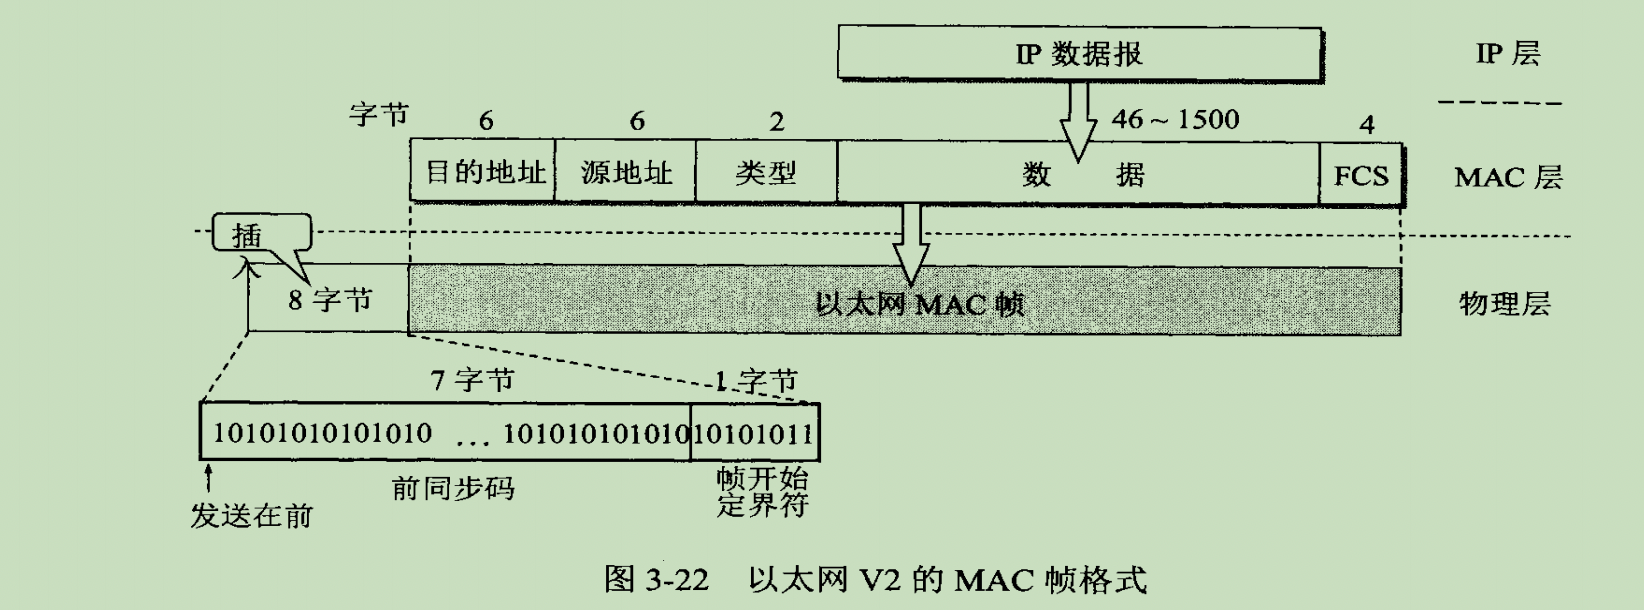 IP 数据报
IP 层
字节 6 6 2 46 ~ 1500 4
目的地址 源地址 类型 数 据 FCS
MAC 层
插
入
8 字节
以太网 MAC 帧
物理层
7 字节 1 字节
10101010101010 ... 101010101010 10101011
前同步码
帧开始
定界符
发送在前
图 3-22 以太网 V2 的 MAC 帧格式